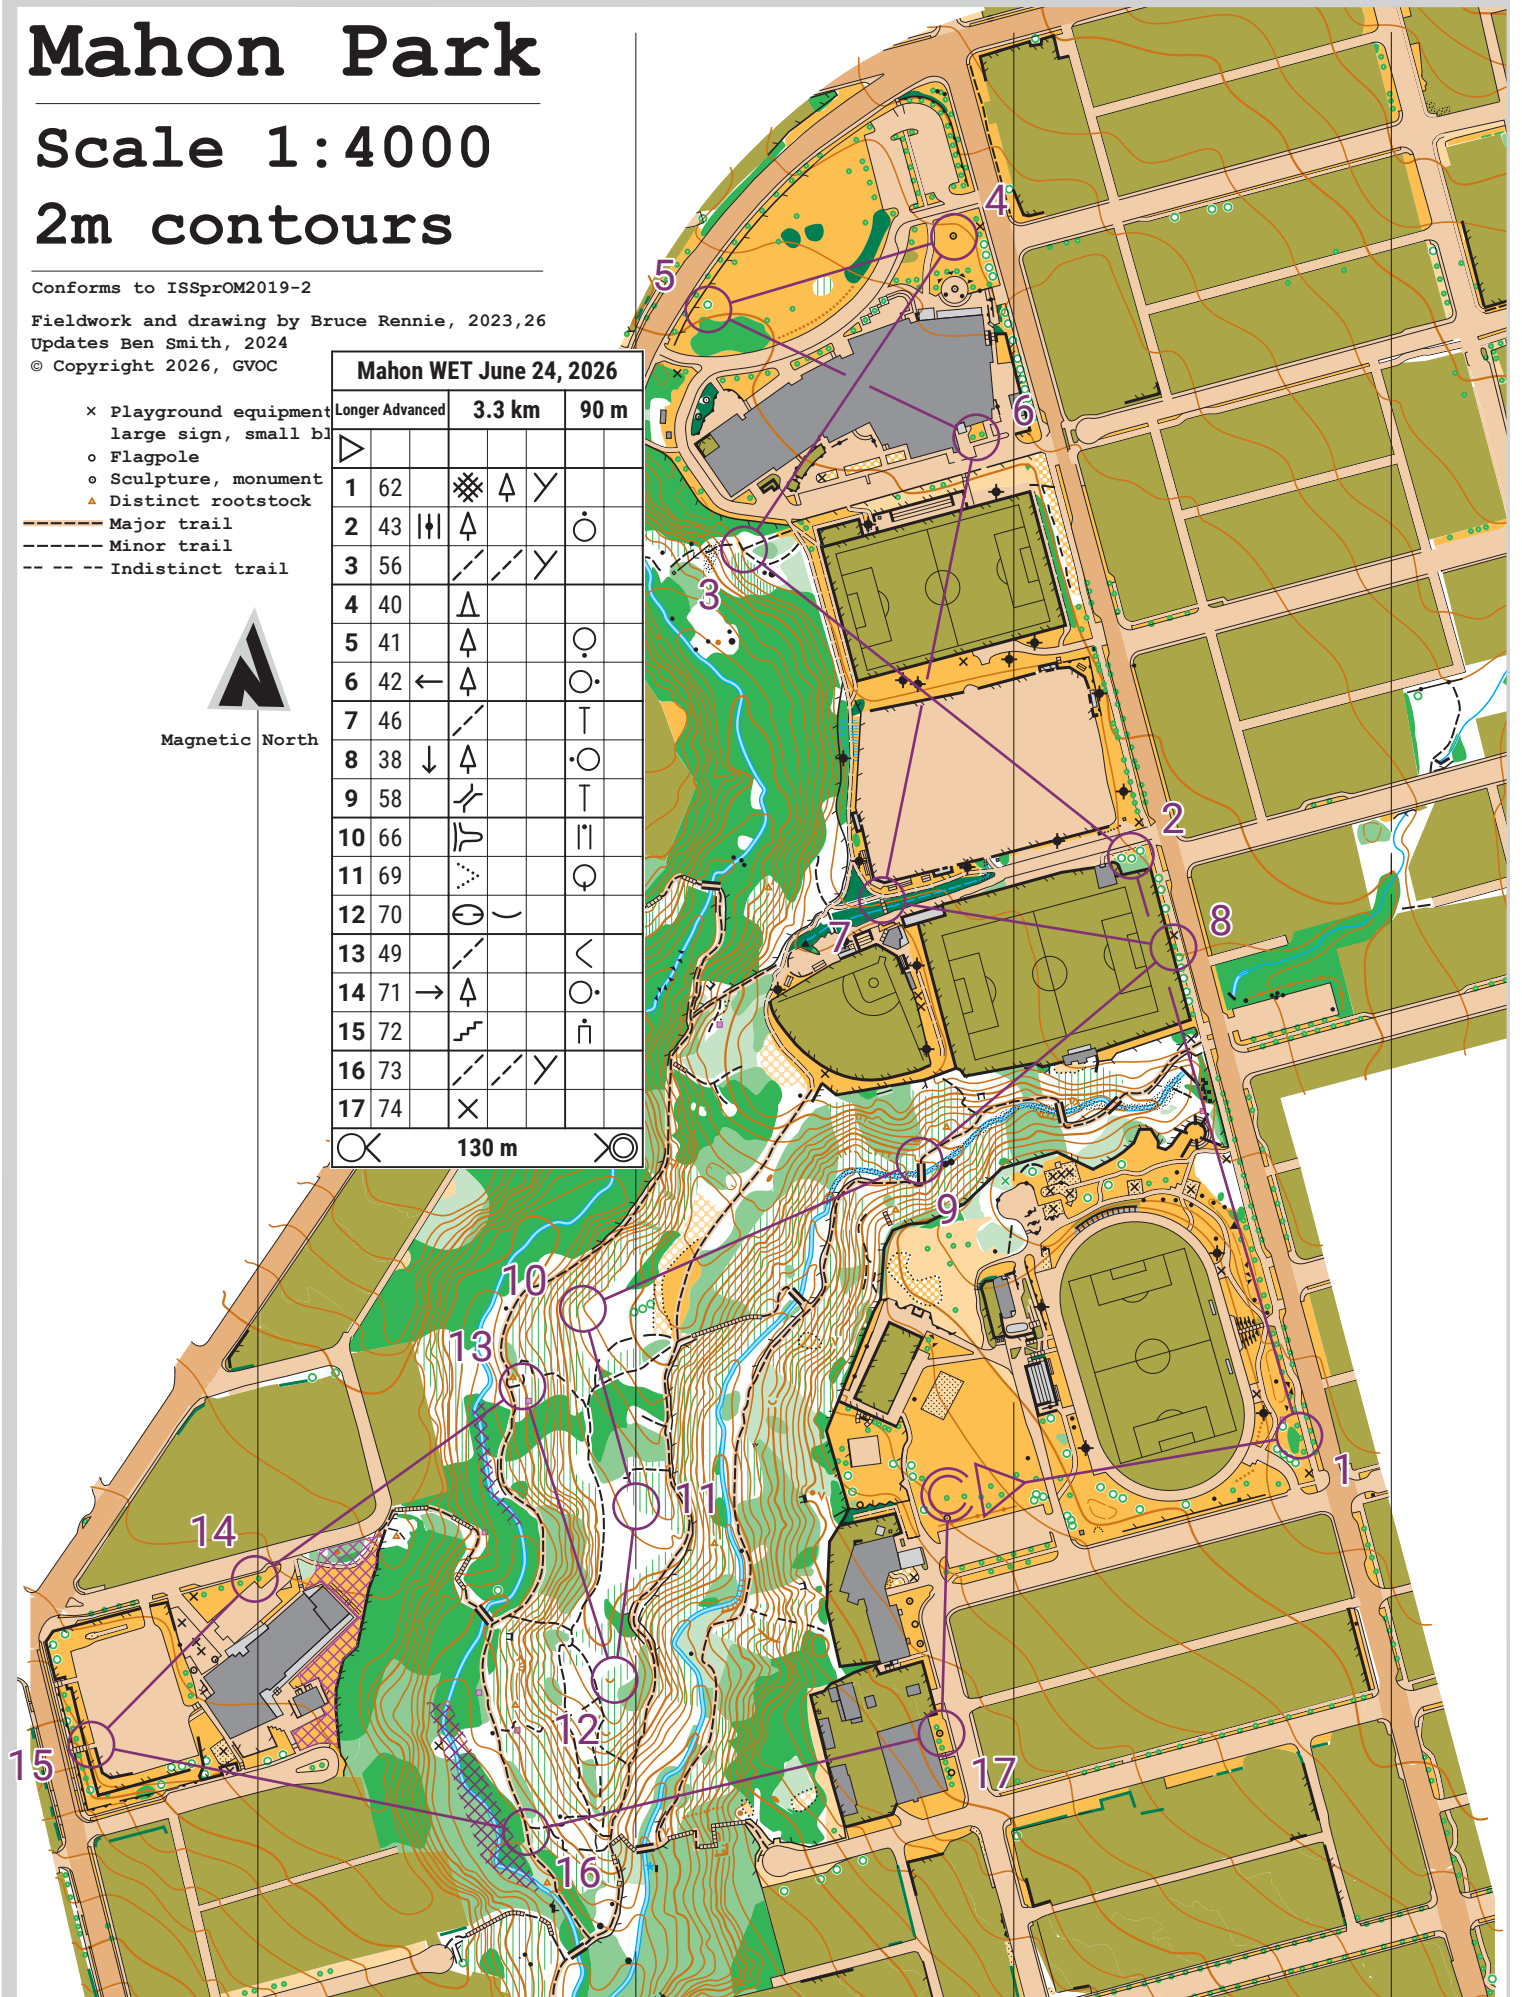 Mahon Park
Scale 1:4000
2m contours
Conforms to ISSprOM2019-2
Fieldwork and drawing by Bruce Rennie, 2023,26
Updates Ben Smith, 2024
© Copyright 2026, GVOC
Playground equipment
large sign, small bl
Flagpole
Sculpture, monument
Distinct rootstock
Major trail
Minor trail
Indistinct trail
Magnetic North
Mahon WET June 24, 2026
Longer Advanced 3.3 km 90 m
1 62
2 43
3 56
4 40
5 41
6 42
7 46
8 38
9 58
10 66
11 69
12 70
13 49
14 71
15 72
16 73
17 74
130 m
4
5
6
3
2
8
7
9
10
13
11
1
14
12
15
17
16